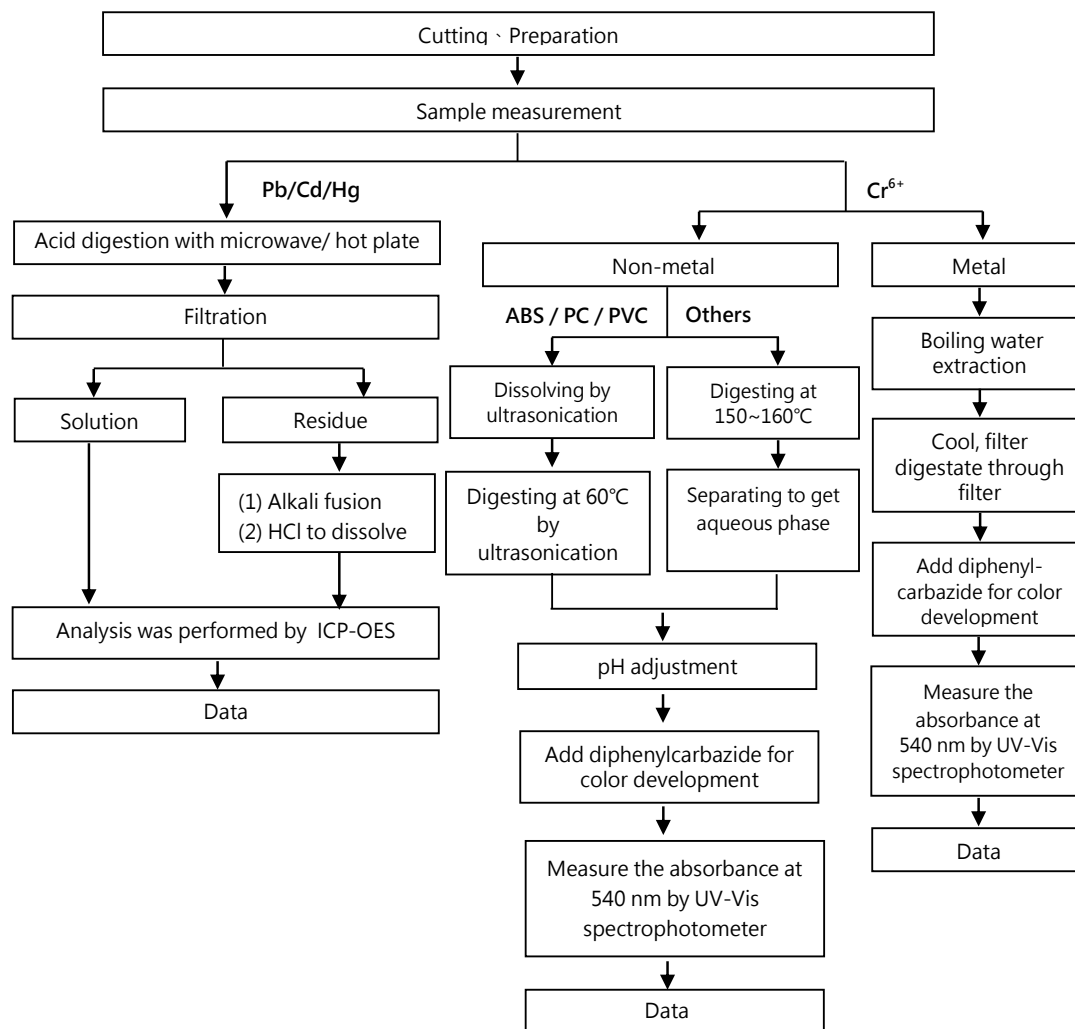 Cutting、Preparation
Sample measurement
Pb/Cd/Hg
Cr⁶⁺
Acid digestion with microwave/ hot plate
Filtration
Solution
Residue
(1) Alkali fusion
(2) HCl to dissolve
Analysis was performed by ICP-OES
Data
Non-metal
ABS / PC / PVC
Others
Dissolving by
ultrasonication
Digesting at
150~160℃
Digesting at 60℃
by
ultrasonication
Separating to get
aqueous phase
pH adjustment
Add diphenylcarbazide for
color development
Measure the absorbance at
540 nm by UV-Vis
spectrophotometer
Data
Metal
Boiling water
extraction
Cool, filter
digestate through
filter
Add diphenyl-
carbazide for color
development
Measure the
absorbance at
540 nm by UV-Vis
spectrophotometer
Data